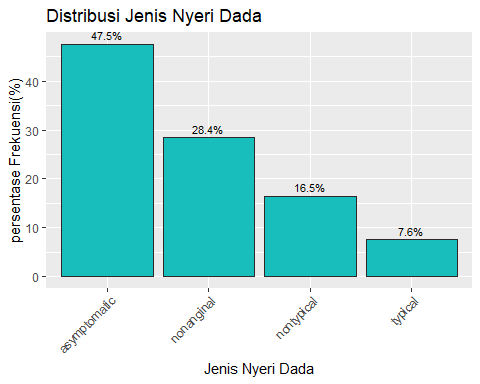 Distribusi Jenis Nyeri Dada
47.5%
28.4%
16.5%
7.6%
persentase Frekuensi(%)
40
30
20
10
0
asymptomatic
nonanginal
nontypical
typical
Jenis Nyeri Dada